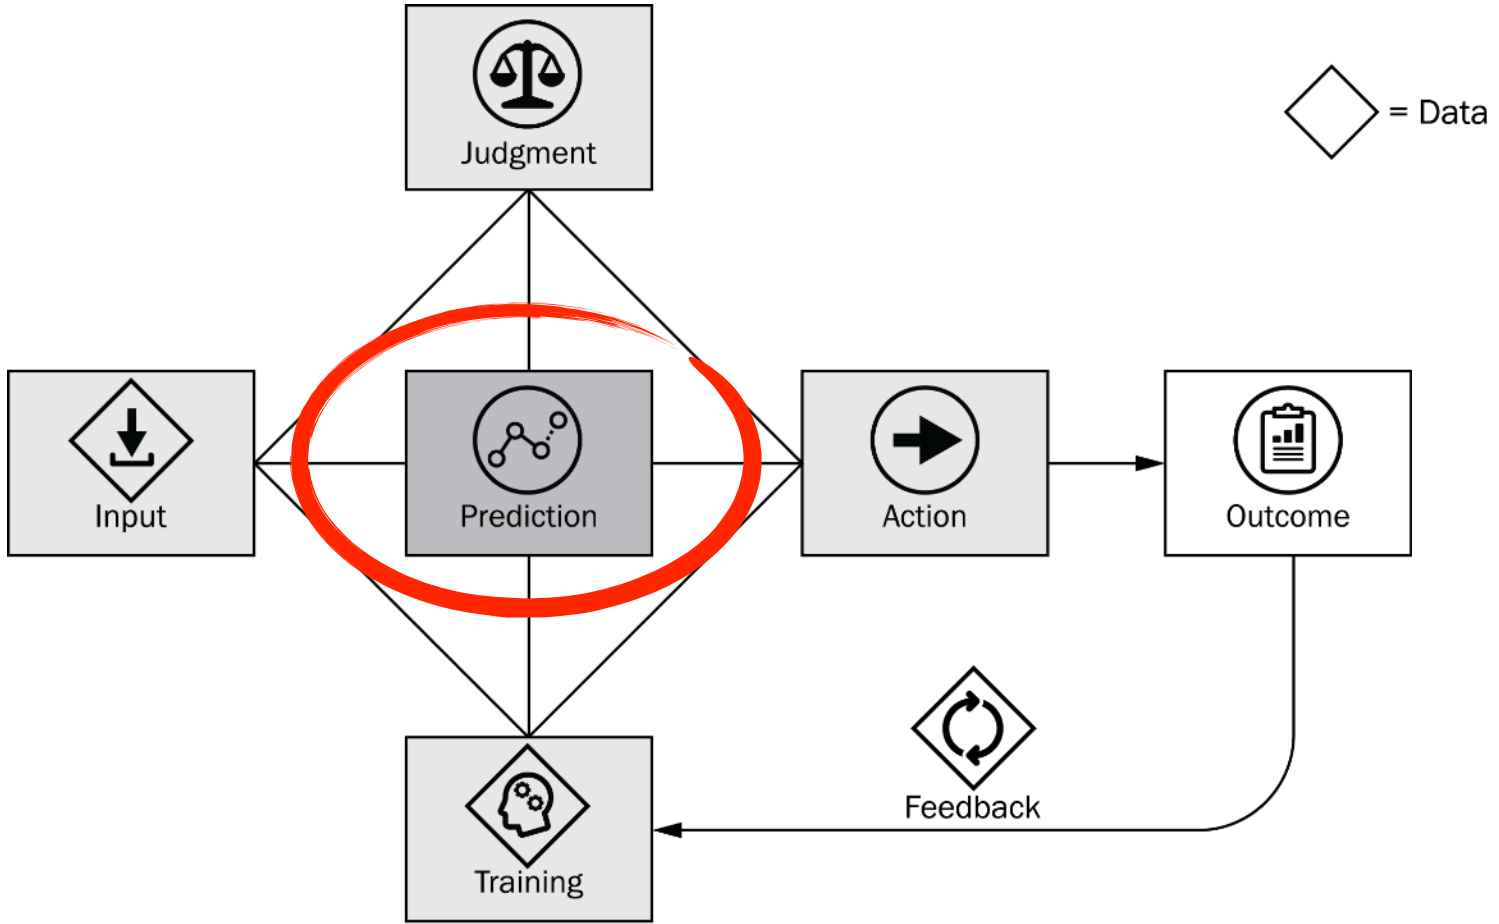 Judgment
= Data
Input
Prediction
Action
Outcome
Feedback
Training